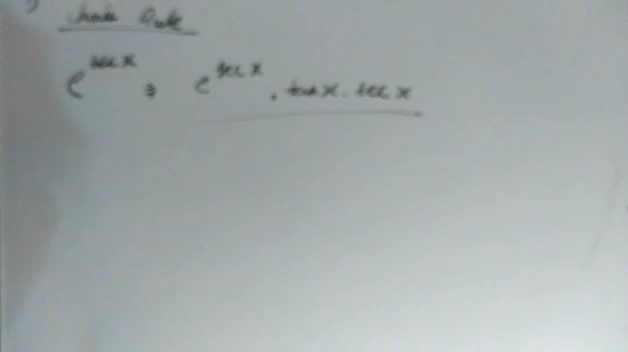 Chain Rule
e^sec x ⇒ e^sec x . tan x . sec x